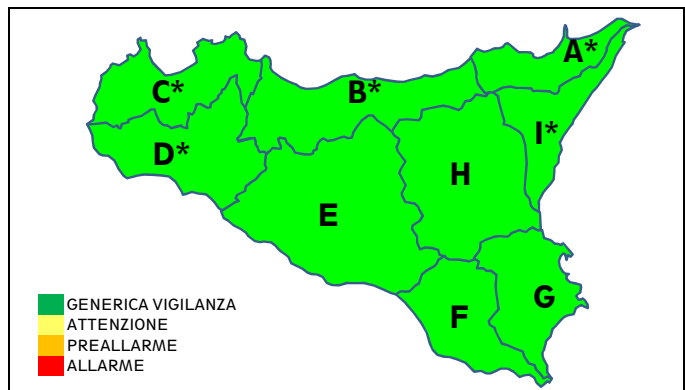 A*
C*
B*
I*
D*
H
E
G
F
GENERICA VIGILANZA
ATTENZIONE
PREALLARME
ALLARME